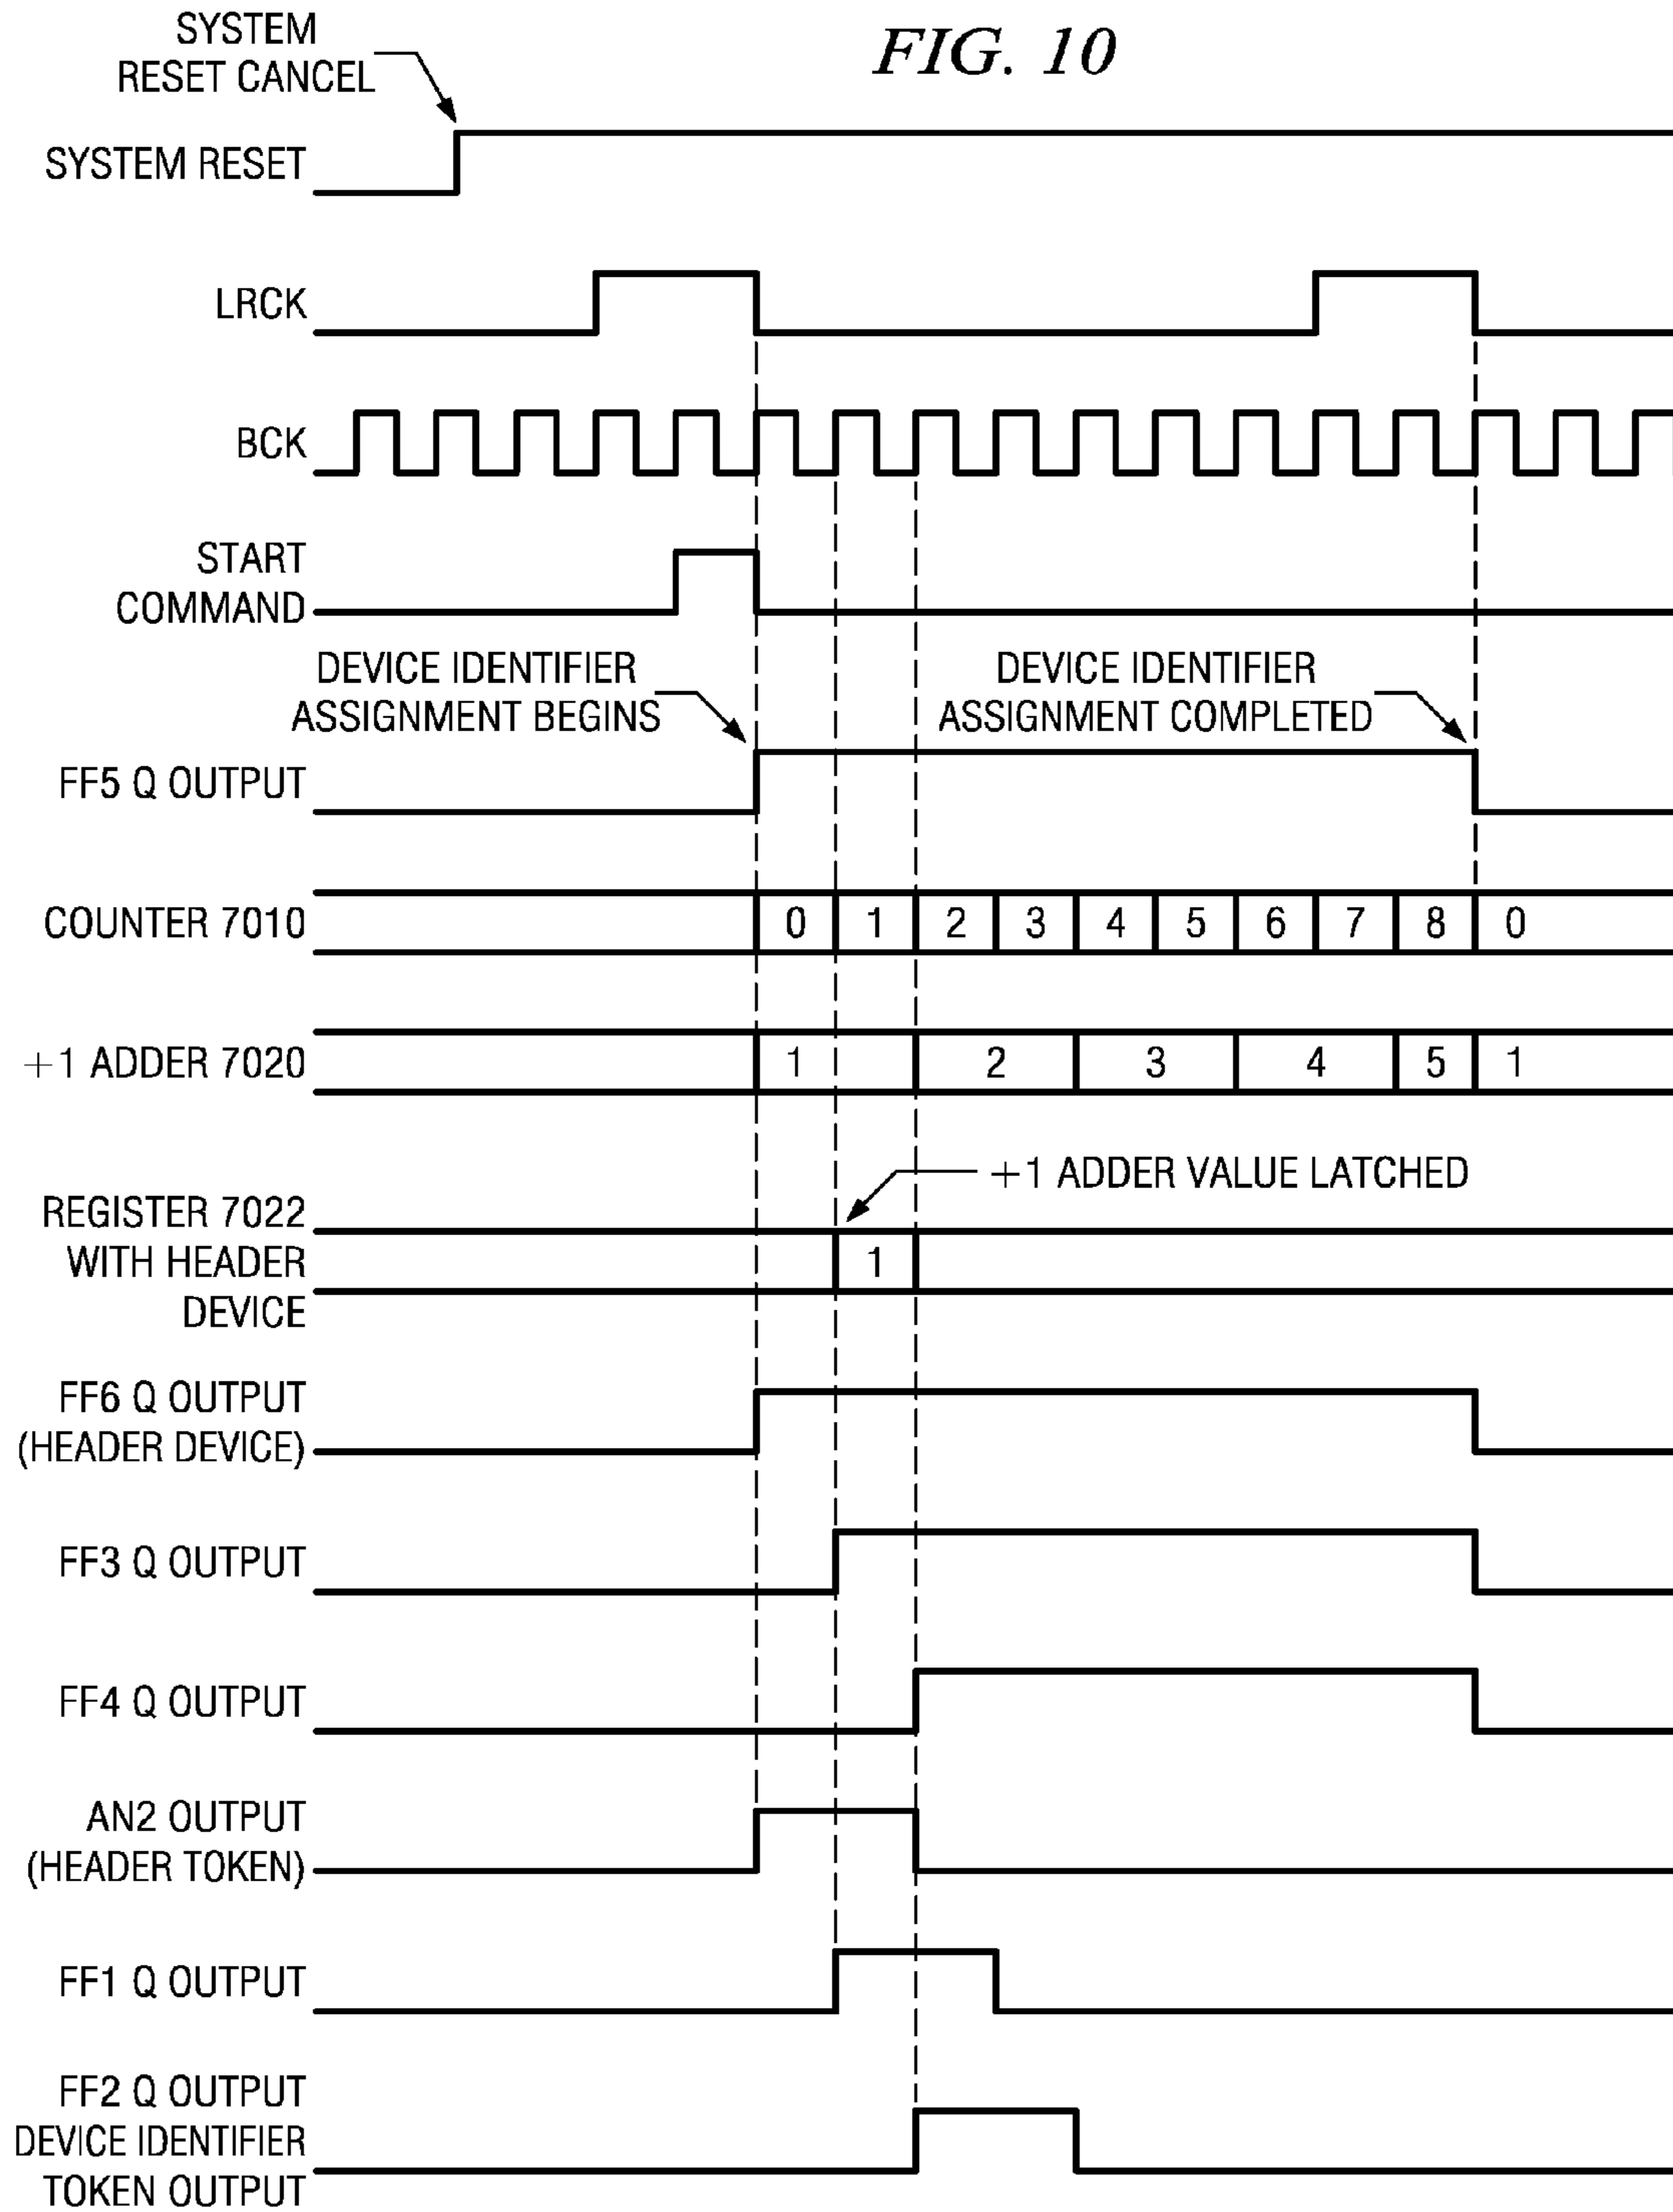 FIG. 10
SYSTEM
RESET CANCEL
SYSTEM RESET
LRCK
BCK
START
COMMAND
DEVICE IDENTIFIER
ASSIGNMENT BEGINS
DEVICE IDENTIFIER
ASSIGNMENT COMPLETED
FF5 Q OUTPUT
COUNTER 7010
0 1 2 3 4 5 6 7 8 0
+1 ADDER 7020
1 2 3 4 5 1
+1 ADDER VALUE LATCHED
REGISTER 7022
WITH HEADER
DEVICE
1
FF6 Q OUTPUT
(HEADER DEVICE)
FF3 Q OUTPUT
FF4 Q OUTPUT
AN2 OUTPUT
(HEADER TOKEN)
FF1 Q OUTPUT
FF2 Q OUTPUT
DEVICE IDENTIFIER
TOKEN OUTPUT